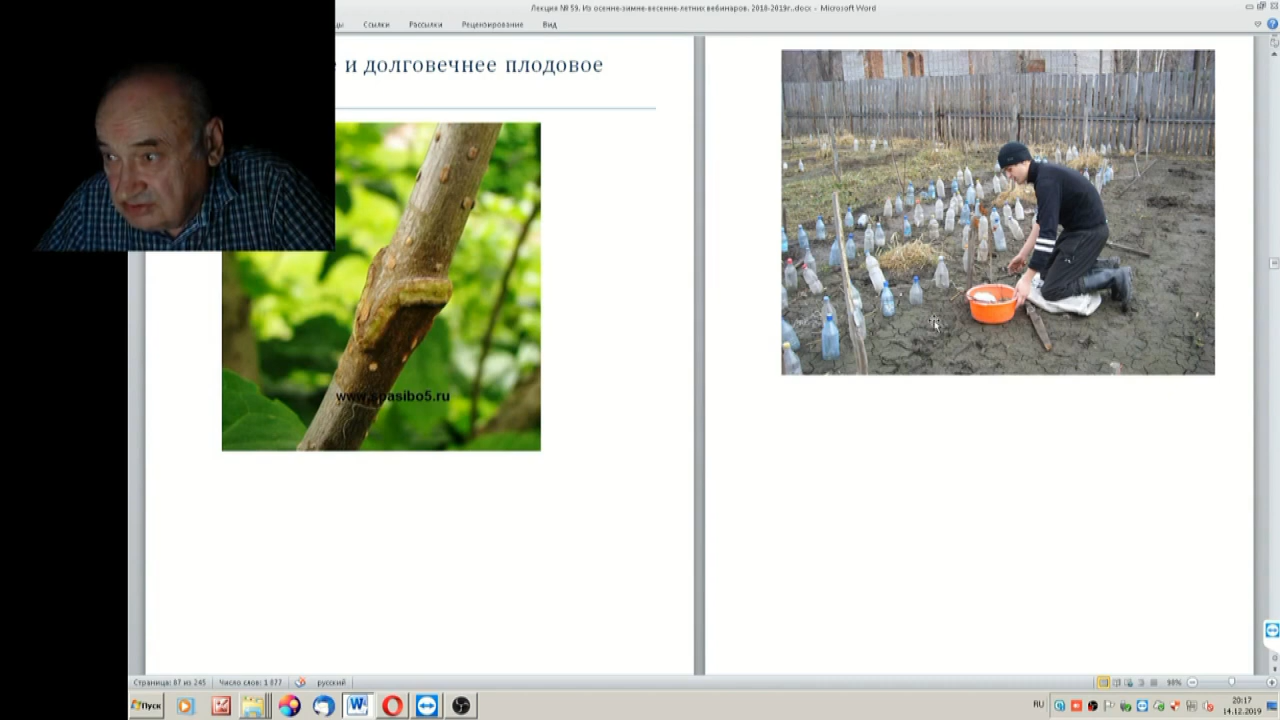 Лекция № 59. Из осенне-зимне-весенне-летних вебинаров. 2018-2019г..docx - Microsoft Word
Ссылки Рассылки Рецензирование Вид
и долговечнее плодовое
www.spasibo5.ru
Страница: 87 из 245 Число слов: 1 877 русский 98%
Пуск RU 20:17
14.12.2019